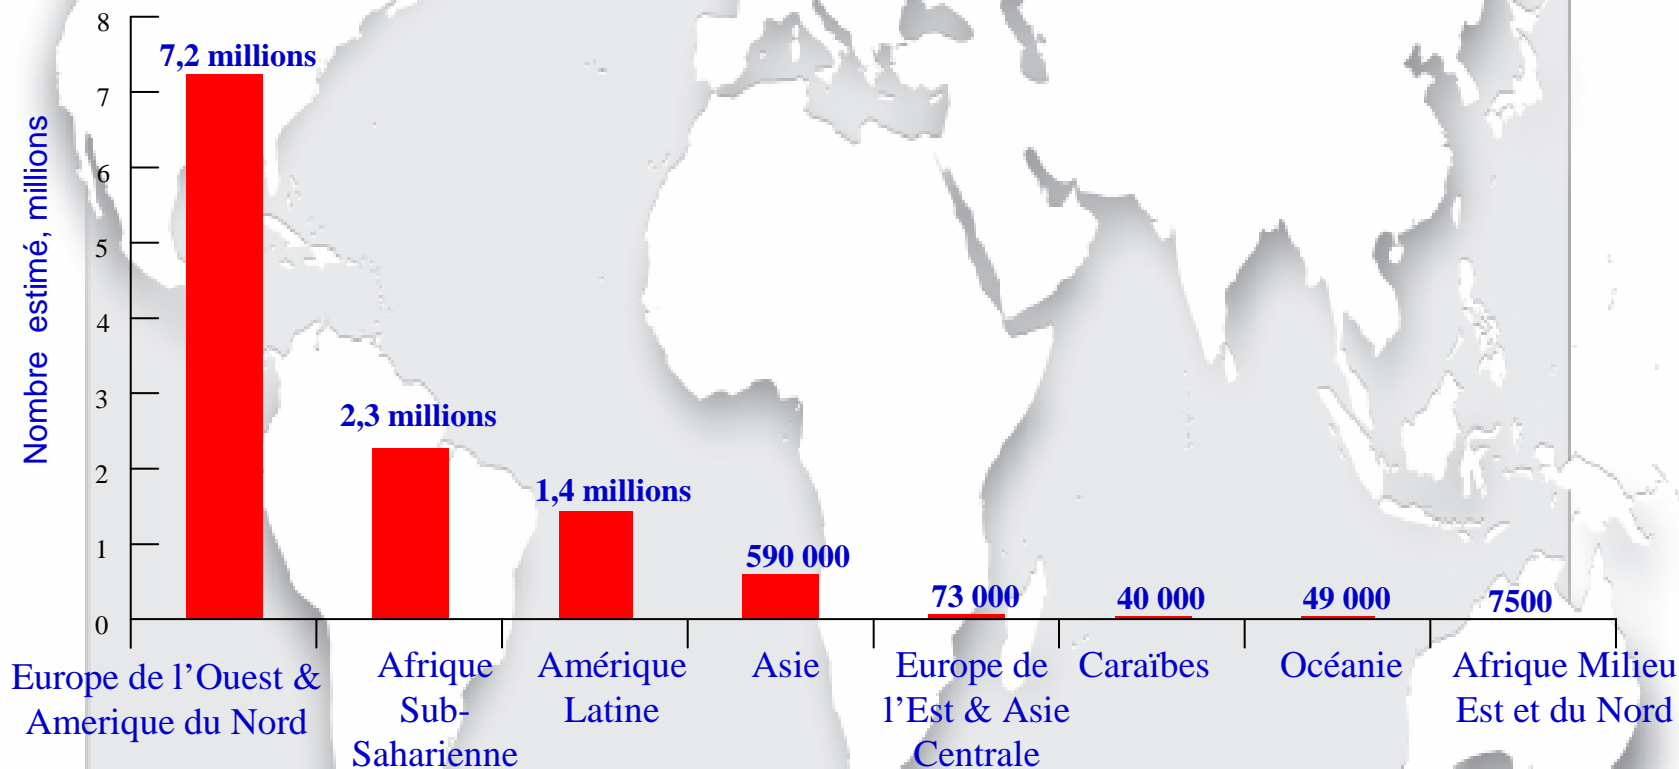 Nombre estimé, millions
8
7
6
5
4
3
2
1
0
7,2 millions
2,3 millions
1,4 millions
590 000
73 000
40 000
49 000
7500
Europe de l’Ouest &
Amerique du Nord
Afrique
Sub-
Saharienne
Amérique
Latine
Asie
Europe de
l’Est & Asie
Centrale
Caraïbes
Océanie
Afrique Milieu
Est et du Nord